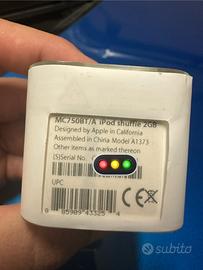 MC750BT/A iPod shuffle 2GB
Designed by Apple in California
Assembled in China Model A1373
Other items as marked thereon
(S)Serial No.
UPC
subito